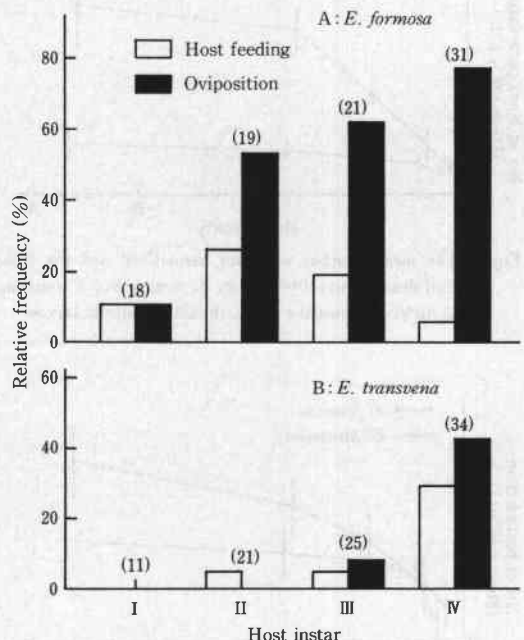 A: E. formosa
Host feeding
Oviposition
Relative frequency (%)
80
60
40
20
0
(18)
(19)
(21)
(31)
B: E. transvena
60
40
20
0
(11)
(21)
(25)
(34)
I
II
III
IV
Host instar